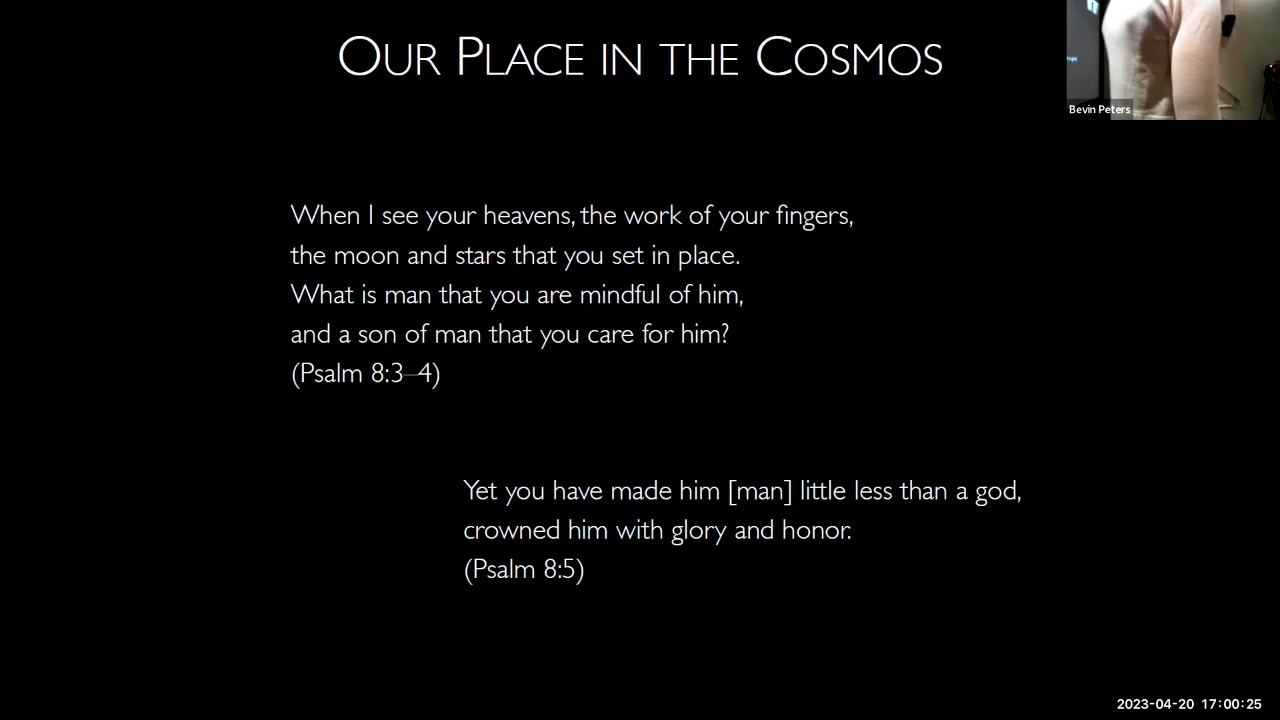 OUR PLACE IN THE COSMOS
Bevin Peters
When I see your heavens, the work of your fingers,
the moon and stars that you set in place.
What is man that you are mindful of him,
and a son of man that you care for him?
(Psalm 8:3–4)
Yet you have made him [man] little less than a god,
crowned him with glory and honor.
(Psalm 8:5)
2023-04-20 17:00:25